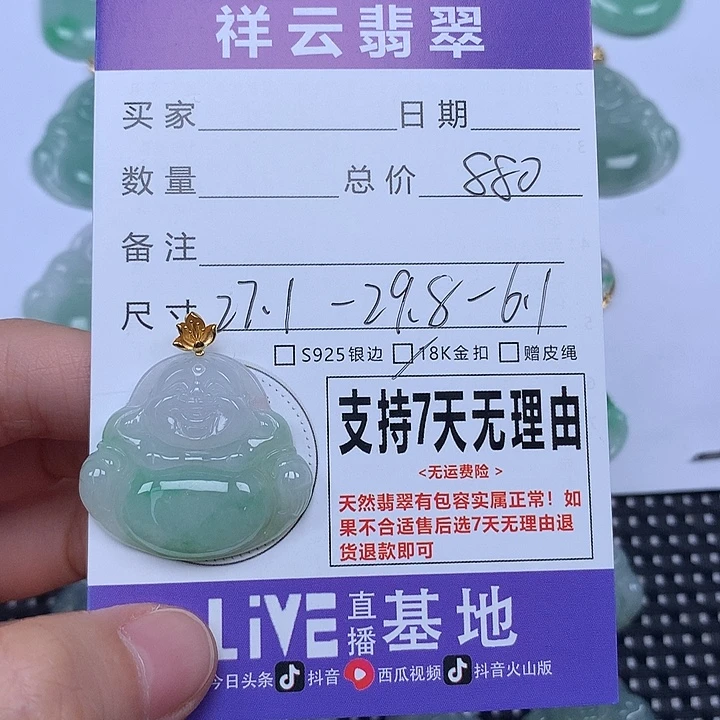 祥云翡翠
买家 日期
数量 总价 880
备注
尺寸 27.1-29.8-6.1
S925银边 18K金扣 赠皮绳
支持7天无理由
<无运费险>
天然翡翠有包容实属正常！如
果不合适售后选7天无理由退
货退款即可
LiVE直播基地
今日头条 抖音 西瓜视频 抖音火山版